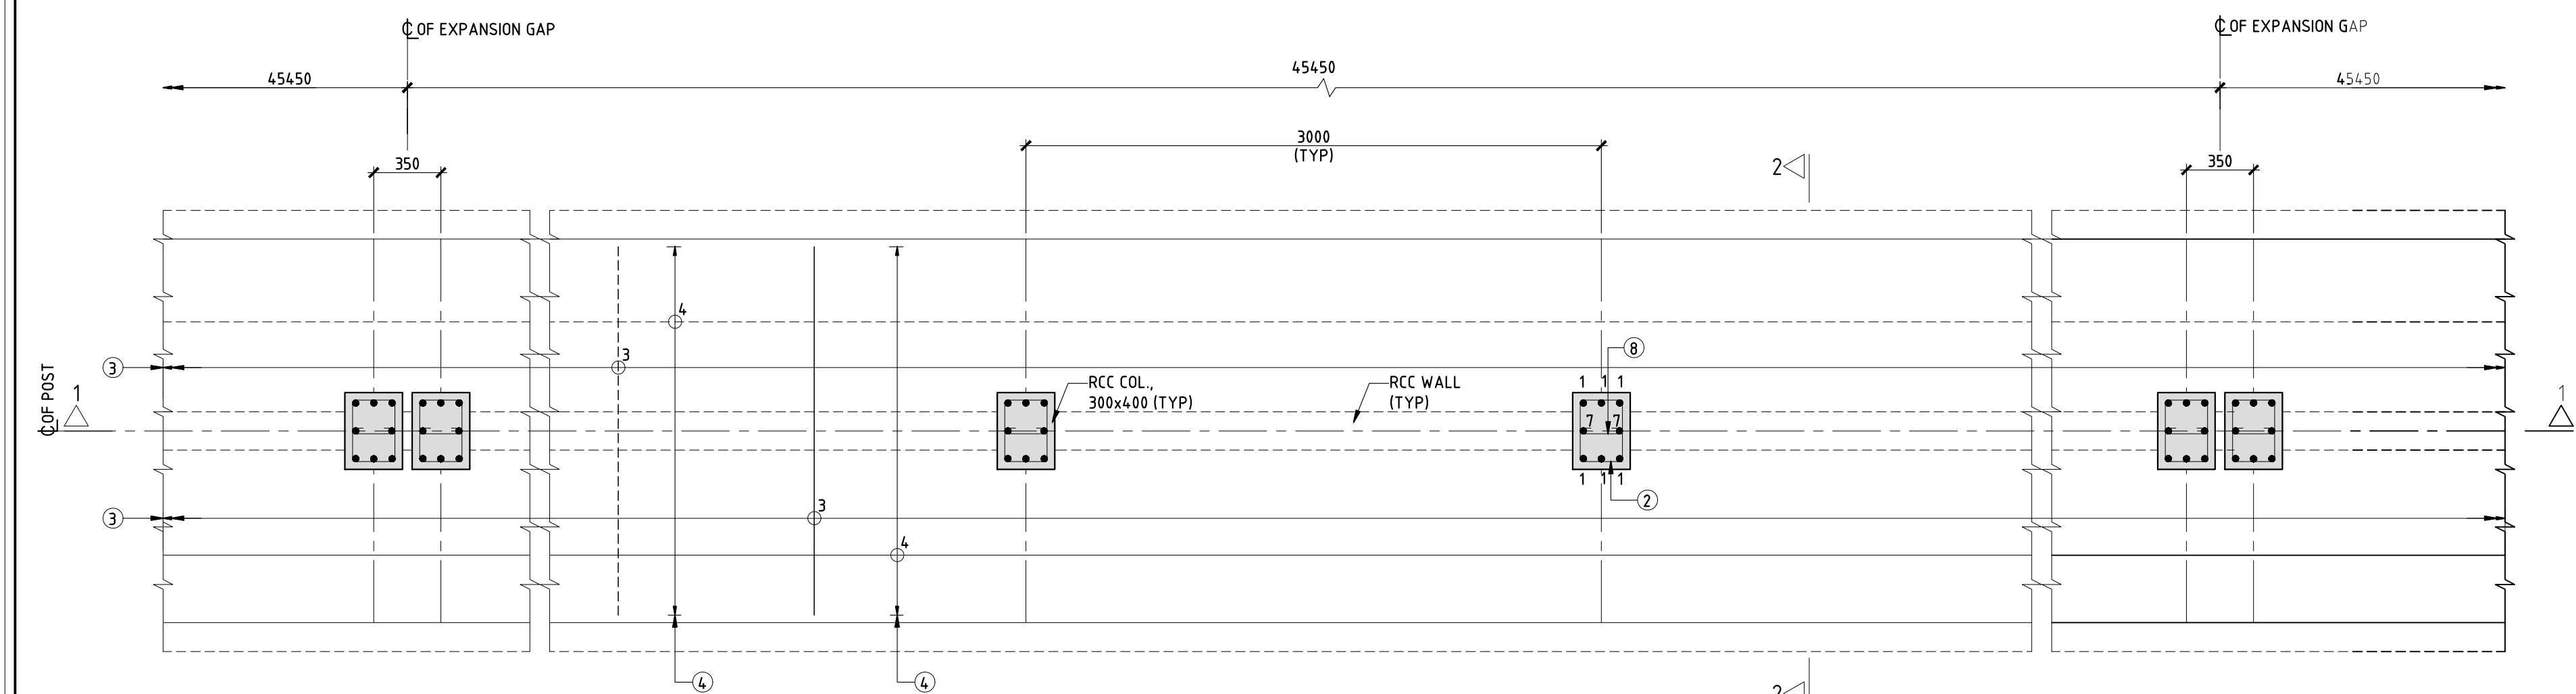 ℄ OF EXPANSION GAP
℄ OF EXPANSION GAP
45450
45450
45450
3000
(TYP)
350
350
2
4
3
8
3
℄ OF POST
1
RCC COL.,
300x400 (TYP)
RCC WALL
(TYP)
1 1 1
7 7
1 1 1
1
2
3
3
4
4
4
2